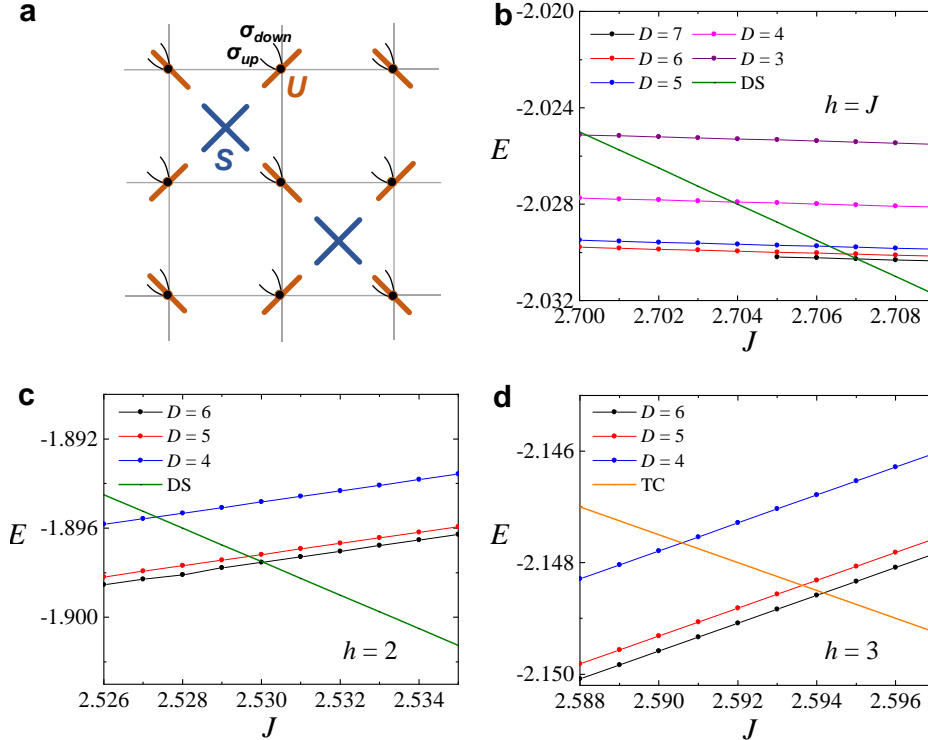 a
σdown
σup
U
S
b
-2.020
-2.024
-2.028
-2.032
E
D = 7
D = 6
D = 5
D = 4
D = 3
DS
h = J
2.700 2.702 2.704 2.706 2.708
J
c
-1.892
-1.896
-1.900
E
D = 6
D = 5
D = 4
DS
h = 2
2.526 2.528 2.530 2.532 2.534
J
d
-2.146
-2.148
-2.150
E
D = 6
D = 5
D = 4
TC
h = 3
2.588 2.590 2.592 2.594 2.596
J